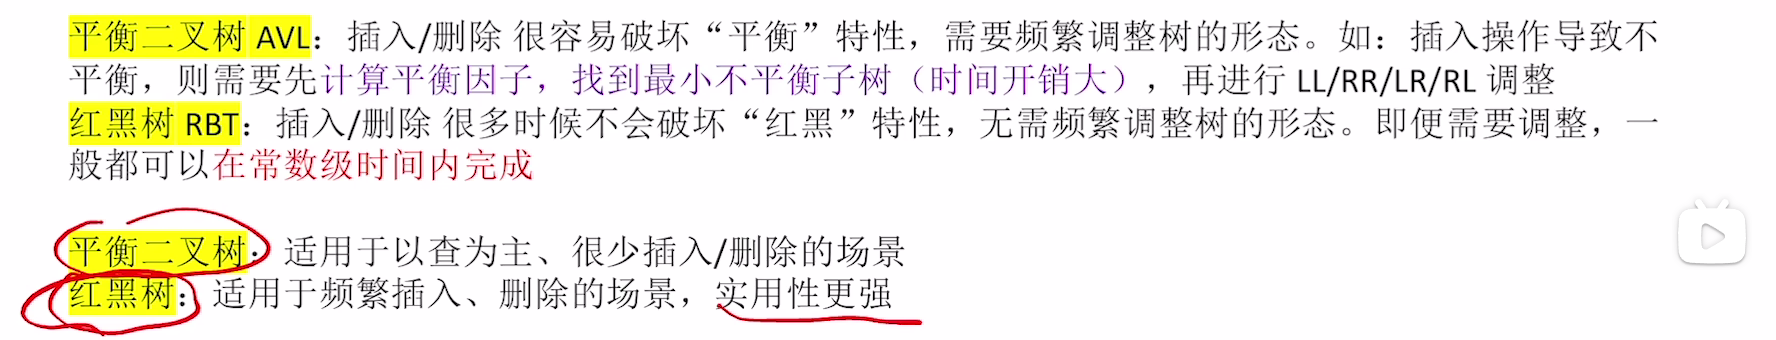 平衡二叉树 AVL：插入/删除 很容易破坏“平衡”特性，需要频繁调整树的形态。如：插入操作导致不
平衡，则需要先计算平衡因子，找到最小不平衡子树（时间开销大），再进行 LL/RR/LR/RL 调整
红黑树 RBT：插入/删除 很多时候不会破坏“红黑”特性，无需频繁调整树的形态。即便需要调整，一
般都可以在常数级时间内完成
平衡二叉树：适用于以查为主、很少插入/删除的场景
红黑树：适用于频繁插入、删除的场景，实用性更强